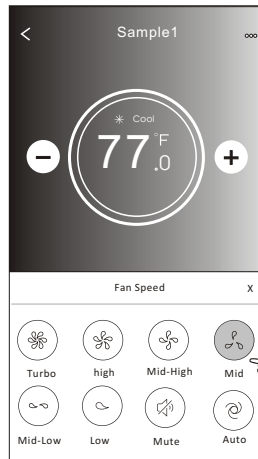 Sample1
Cool
77.0 °F
Fan Speed X
Turbo high Mid-High Mid
Mid-Low Low Mute Auto